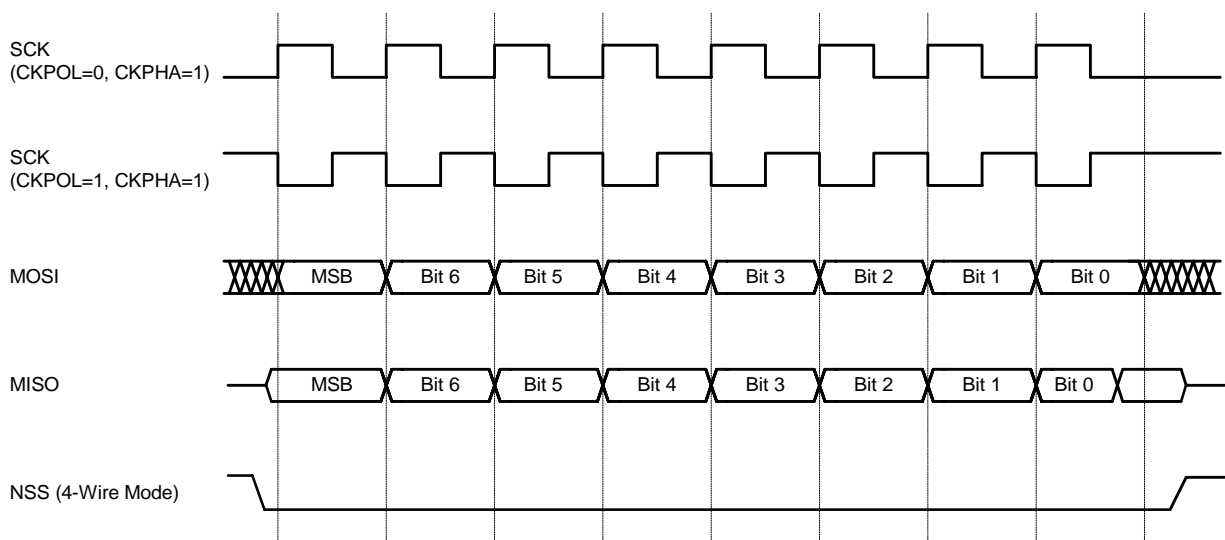 SCK
(CKPOL=0, CKPHA=1)
SCK
(CKPOL=1, CKPHA=1)
MOSI MSB Bit 6 Bit 5 Bit 4 Bit 3 Bit 2 Bit 1 Bit 0
MISO MSB Bit 6 Bit 5 Bit 4 Bit 3 Bit 2 Bit 1 Bit 0
NSS (4-Wire Mode)